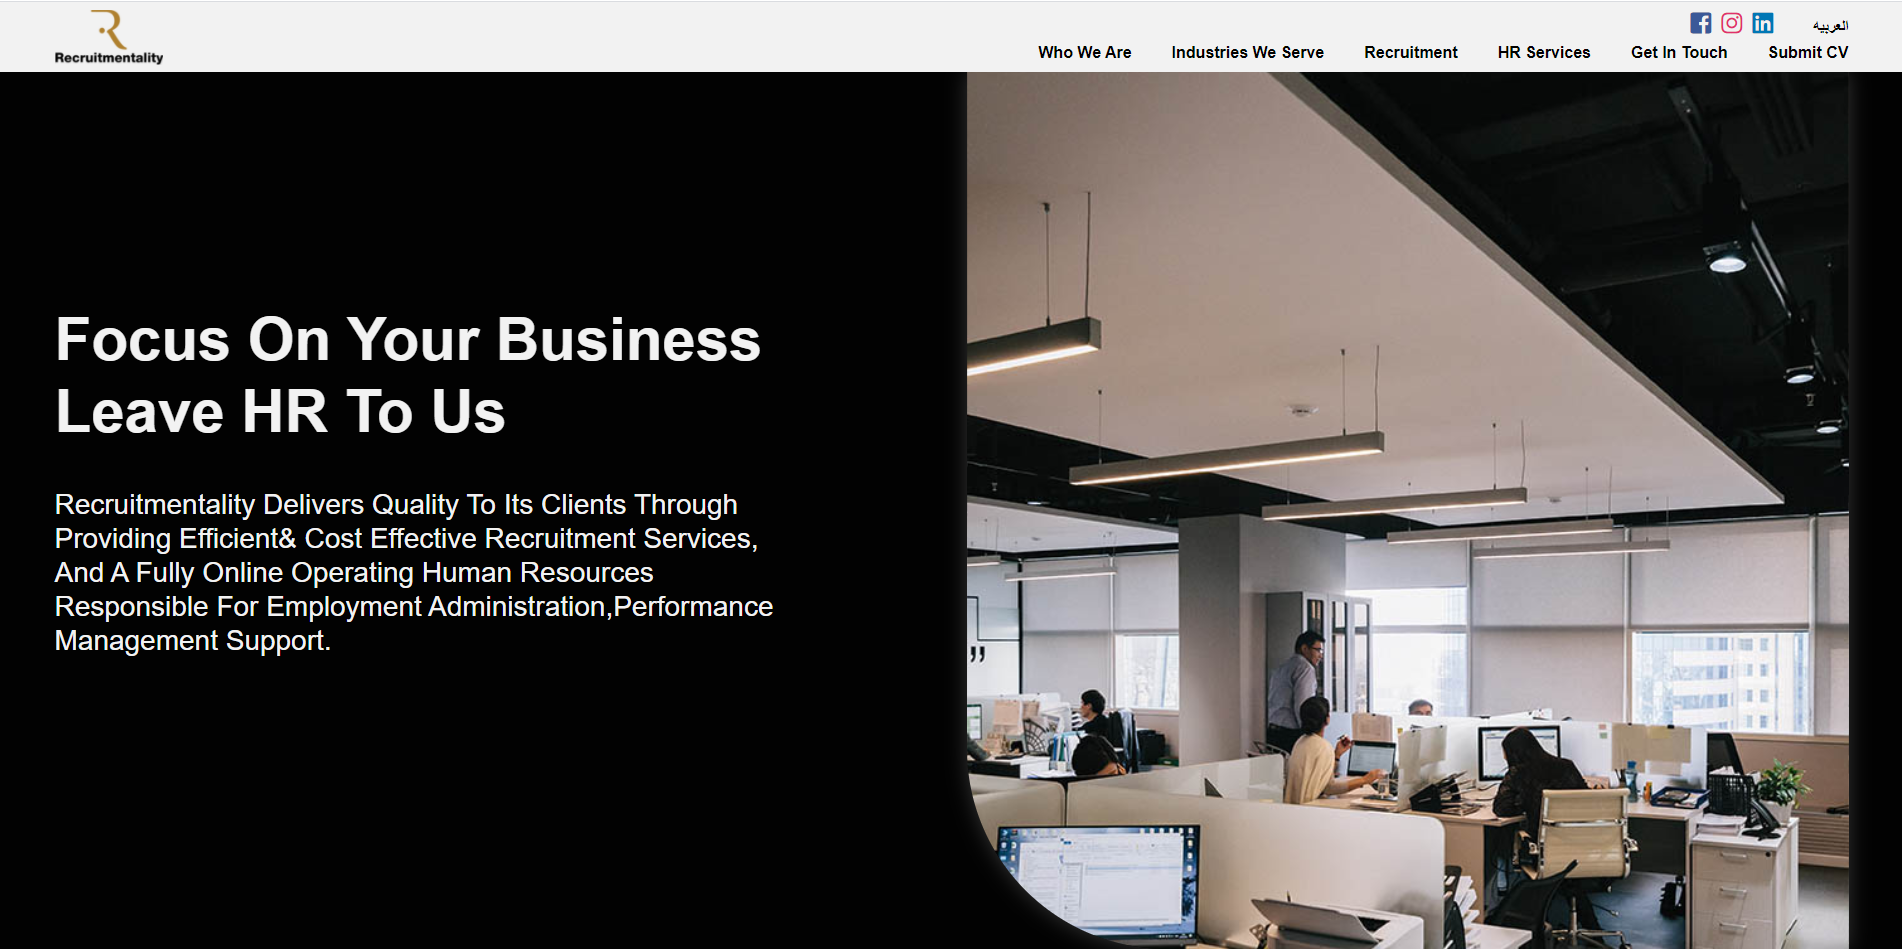 Recruitmentality
العربيه
Who We Are Industries We Serve Recruitment HR Services Get In Touch Submit CV
Focus On Your Business
Leave HR To Us
Recruitmentality Delivers Quality To Its Clients Through
Providing Efficient& Cost Effective Recruitment Services,
And A Fully Online Operating Human Resources
Responsible For Employment Administration,Performance
Management Support.